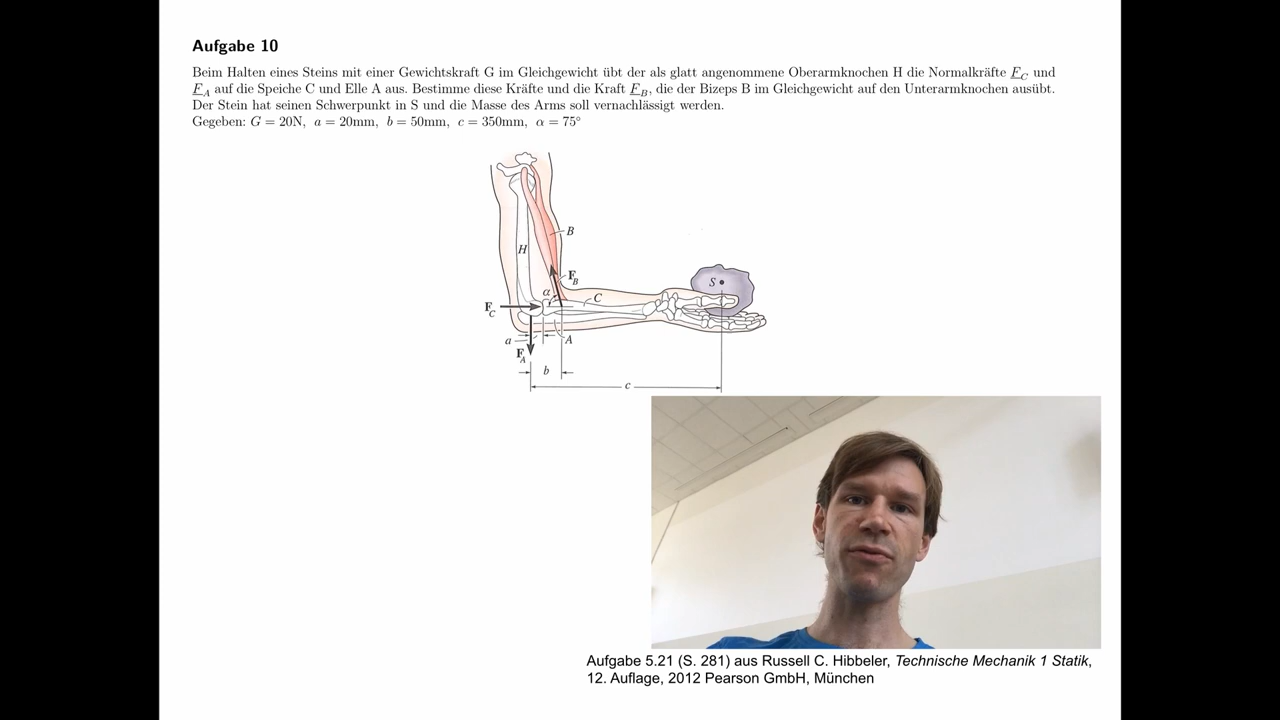 Aufgabe 10
Beim Halten eines Steins mit einer Gewichtskraft G im Gleichgewicht übt der als glatt angenommene Oberarmknochen H die Normalkräfte F_C und
F_A auf die Speiche C und Elle A aus. Bestimme diese Kräfte und die Kraft F_B, die der Bizeps B im Gleichgewicht auf den Unterarmknochen ausübt.
Der Stein hat seinen Schwerpunkt in S und die Masse des Arms soll vernachlässigt werden.
Gegeben: G = 20N, a = 20mm, b = 50mm, c = 350mm, α = 75°
B
H
F_B
S
α
C
F_C
a
A
F_A
b
c
Aufgabe 5.21 (S. 281) aus Russell C. Hibbeler, Technische Mechanik 1 Statik,
12. Auflage, 2012 Pearson GmbH, München